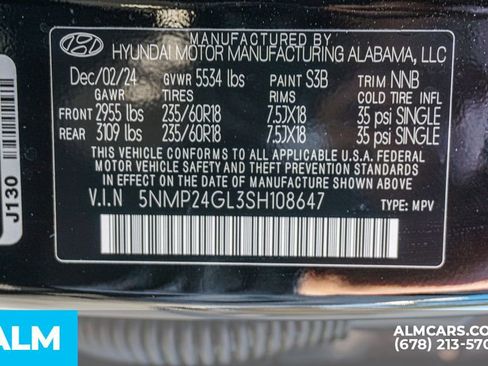 MANUFACTURED BY
HYUNDAI MOTOR MANUFACTURING ALABAMA, LLC
Dec/02/24 GVWR 5534 lbs PAINT S3B TRIM NNB
GAWR TIRES RIMS COLD TIRE INFL
FRONT 2955 lbs 235/60R18 7.5JX18 35 psi SINGLE
REAR 3109 lbs 235/60R18 7.5JX18 35 psi SINGLE
THIS VEHICLE CONFORMS TO ALL APPLICABLE U.S.A. FEDERAL
MOTOR VEHICLE SAFETY AND THEFT PREVENTION STANDARDS
IN EFFECT ON THE DATE OF MANUFACTURE SHOWN ABOVE.
V.I.N 5NMP24GL3SH108647 TYPE: MPV
J130
ALM
ALMCARS.COM
(678) 213-570